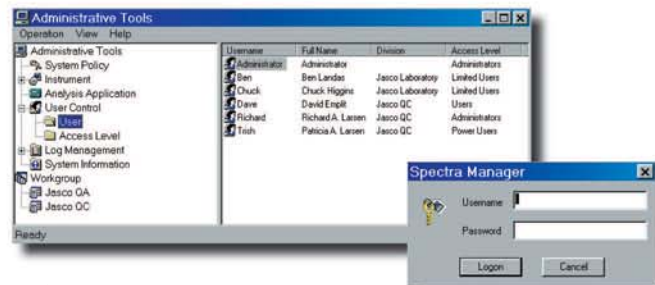 Administrative Tools
Operation View Help
Administrative Tools
System Policy
Instrument
Analysis Application
User Control
User
Access Level
Log Management
System Information
Workgroup
Jasco QA
Jasco QC
Username Full Name Division Access Level
Administrator Administrator Administrators
Ben Ben Landas Jasco Laboratory Limited Users
Chuck Chuck Higgins Jasco Laboratory Limited Users
Dave David Emplit Jasco QC Users
Richard Richard A. Larsen Jasco QC Administrators
Trish Patricia A. Larsen Jasco QC Power Users
Ready
Spectra Manager
Username
Password
Logon Cancel